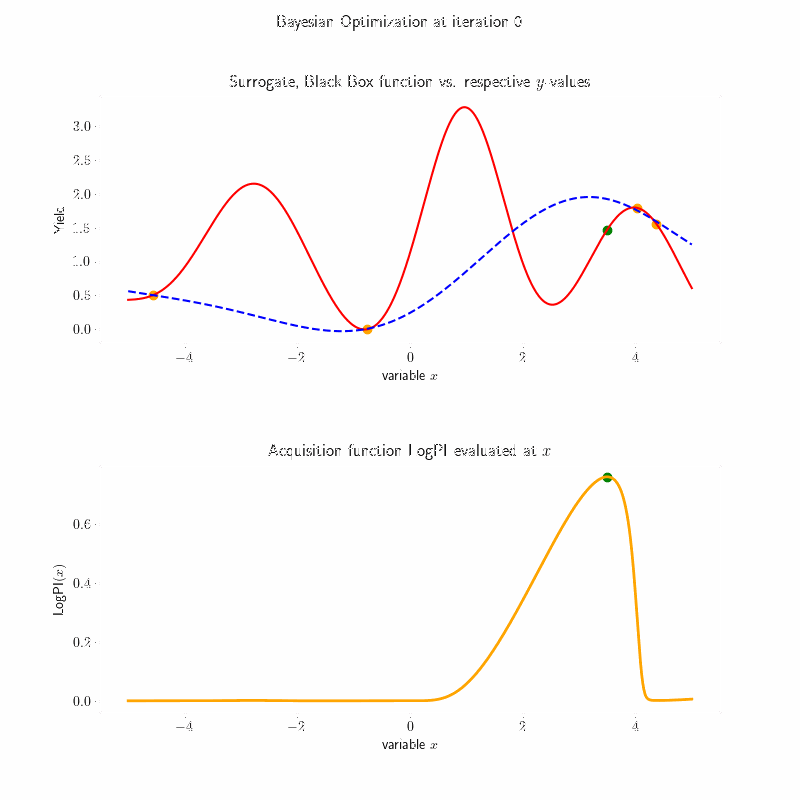 Bayesian Optimization at iteration 0
Surrogate, Black Box function vs. respective y-values
3.0
2.5
2.0
1.5
1.0
0.5
0.0
Yield
−4 −2 0 2 4
variable x
Acquisition function LogPI evaluated at x
0.6
0.4
0.2
0.0
LogPI(x)
−4 −2 0 2 4
variable x